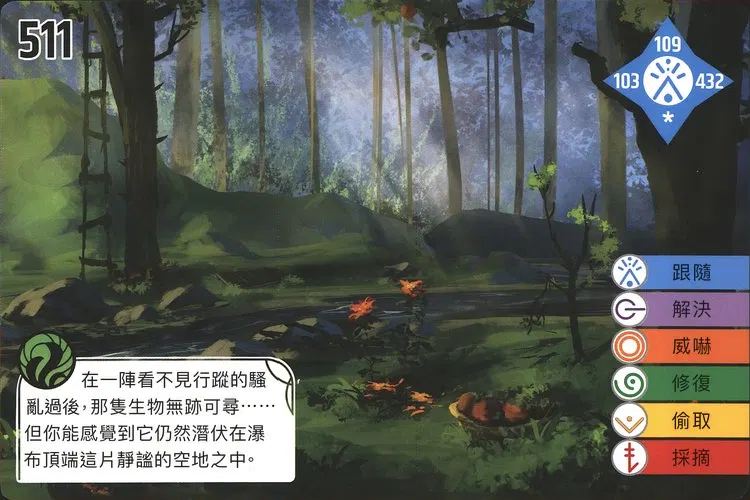 511
109
103
432
*
跟隨
解決
威嚇
修復
偷取
採摘
在一陣看不見行蹤的騷
亂過後，那隻生物無跡可尋……
但你能感覺到它仍然潛伏在瀑
布頂端這片靜謐的空地之中。